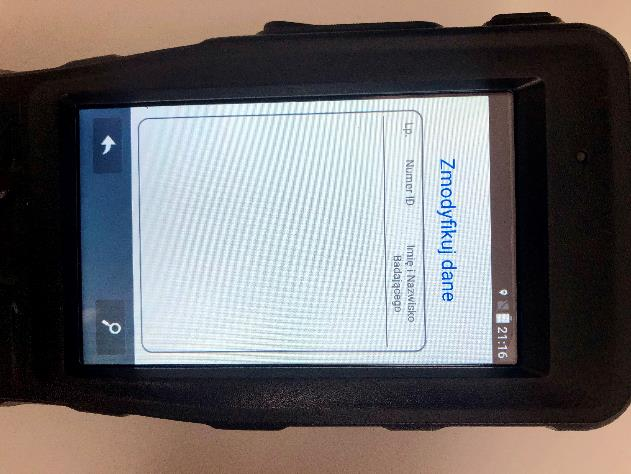 21:16
Zmodyfikuj dane
Lp. Numer ID Imię i Nazwisko
Badającego